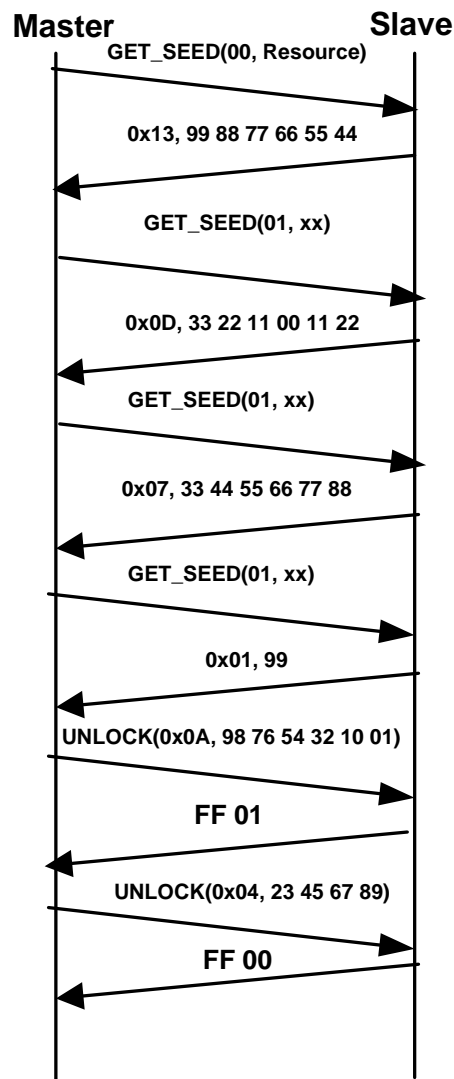 Master
Slave
GET_SEED(00, Resource)
0x13, 99 88 77 66 55 44
GET_SEED(01, xx)
0x0D, 33 22 11 00 11 22
GET_SEED(01, xx)
0x07, 33 44 55 66 77 88
GET_SEED(01, xx)
0x01, 99
UNLOCK(0x0A, 98 76 54 32 10 01)
FF 01
UNLOCK(0x04, 23 45 67 89)
FF 00